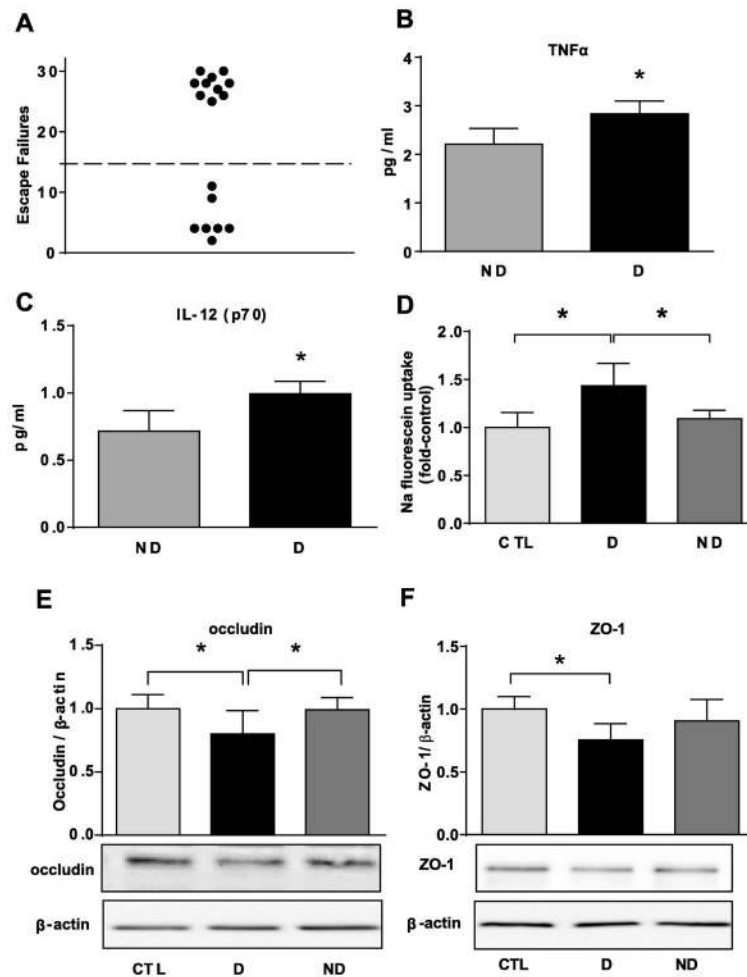 A
Escape Failures
30
20
10
0
B
TNFα
pg / ml
4
3
2
1
0
*
ND
D
C
IL-12 (p70)
pg/ml
1.5
1.0
0.5
0.0
*
ND
D
D
Na fluorescein uptake
(fold-control)
2.0
1.5
1.0
0.5
0.0
*
*
CTL
D
ND
E
occludin
Occludin / β-actin
1.5
1.0
0.5
0.0
*
*
occludin
β-actin
CTL
D
ND
F
ZO-1
ZO-1/ β-actin
1.5
1.0
0.5
0.0
*
ZO-1
β-actin
CTL
D
ND